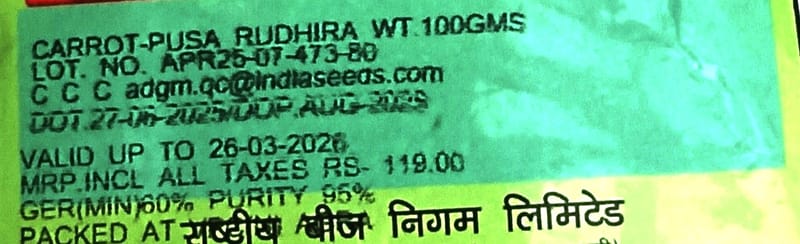 CARROT-PUSA RUDHIRA WT.100GMS
LOT. NO. APR25-07-473-80
C C C adgm.qc@indiaseeds.com
DOT.27-06-2025/DOP.AUG-2025
VALID UP TO 26-03-2026
MRP.INCL ALL TAXES RS- 119.00
GER(MIN)60% PURITY 95%
PACKED AT
राष्ट्रीय बीज निगम लिमिटेड